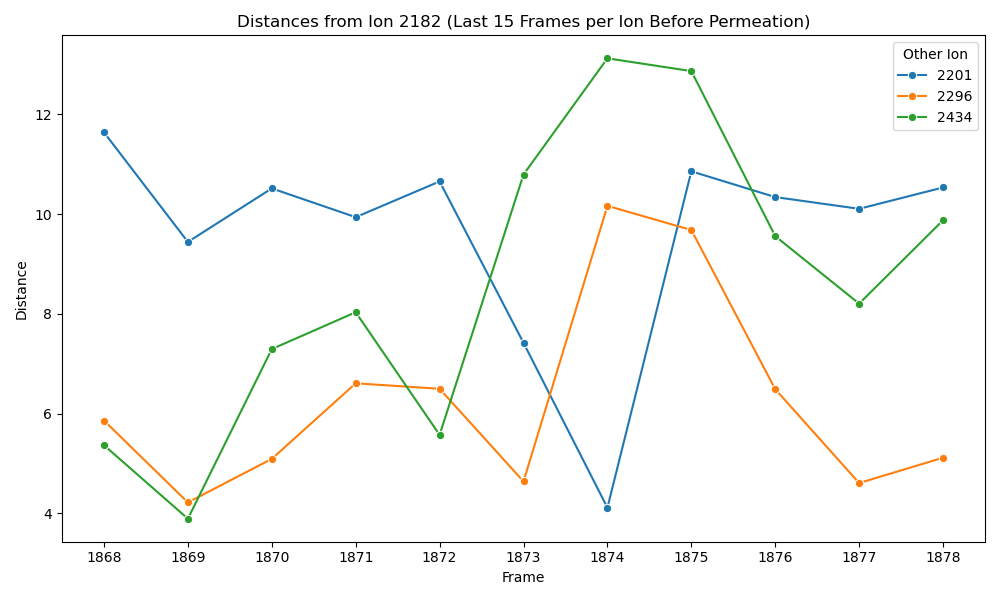 Distances from Ion 2182 (Last 15 Frames per Ion Before Permeation)
Other Ion
2201
2296
2434
Distance
12
10
8
6
4
1868 1869 1870 1871 1872 1873 1874 1875 1876 1877 1878
Frame